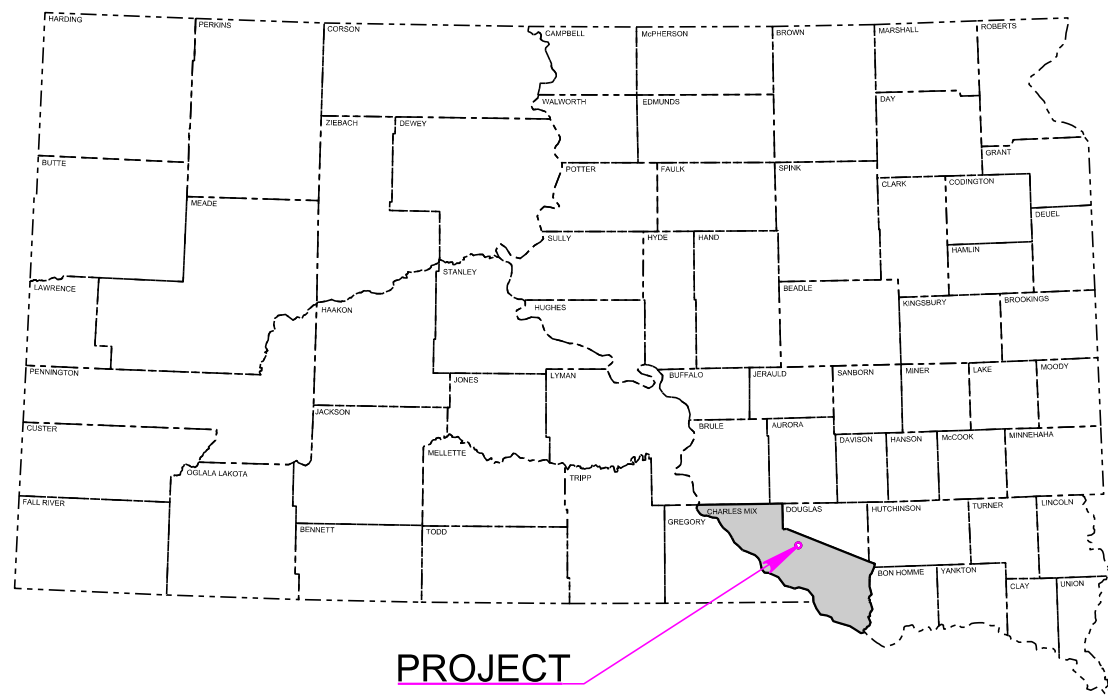 HARDING
PERKINS
CORSON
CAMPBELL
McPHERSON
BROWN
MARSHALL
ROBERTS
WALWORTH
EDMUNDS
DAY
ZIEBACH
DEWEY
GRANT
BUTTE
POTTER
FAULK
SPINK
CLARK
CODINGTON
MEADE
DEUEL
SULLY
HYDE
HAND
HAMLIN
STANLEY
LAWRENCE
BEADLE
KINGSBURY
BROOKINGS
HAAKON
HUGHES
PENNINGTON
JONES
LYMAN
BUFFALO
JERAULD
SANBORN
MINER
LAKE
MOODY
JACKSON
CUSTER
BRULE
AURORA
DAVISON
HANSON
McCOOK
MINNEHAHA
MELLETTE
OGLALA LAKOTA
TRIPP
FALL RIVER
CHARLES MIX
DOUGLAS
HUTCHINSON
TURNER
LINCOLN
GREGORY
BENNETT
TODD
BON HOMME
YANKTON
CLAY
UNION
PROJECT